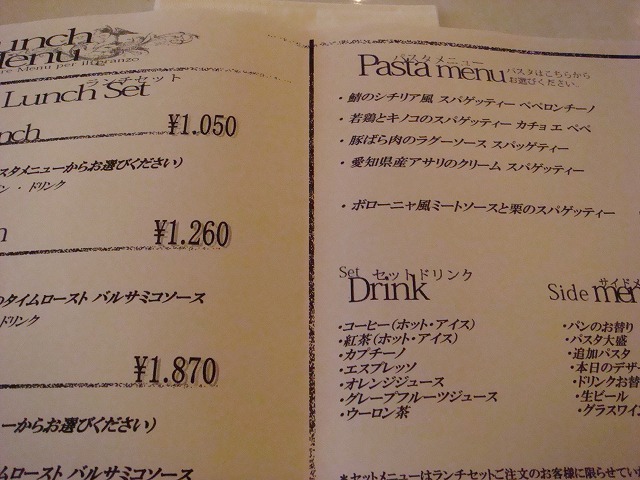 Lunch
Menu
re Menu per il pranzo
ランチセット
Lunch Set
nch
¥1.050
スタメニューからお選びください)
ン ・ ドリンク
¥1.260
のタイムロースト バルサミコソース
ドリンク
¥1.870
ューからお選びください)
イムロースト バルサミコソース
パスタメニュー
Pasta menu
パスタはこちらから
お選びください。
・鯖のシチリア風 スパゲッティー ペペロンチーノ
・若鶏とキノコのスパゲッティー カチョ エ ペペ
・豚ばら肉のラグーソース スパッゲティー
・愛知県産アサリのクリーム スパゲティー
・ボローニャ風ミートソースと栗のスパゲッティー
Set セットドリンク
Drink
・コーヒー(ホット・アイス)
・紅茶(ホット・アイス)
・カプチーノ
・エスプレッソ
・オレンジジュース
・グレープフルーツジュース
・ウーロン茶
サイドメ
Side men
・パンのお替り
・パスタ大盛
・追加パスタ
・本日のデザー
・ドリンクお替
・生ビール
・グラスワイン
*セットメニューはランチセットご注文のお客様に限らせていた